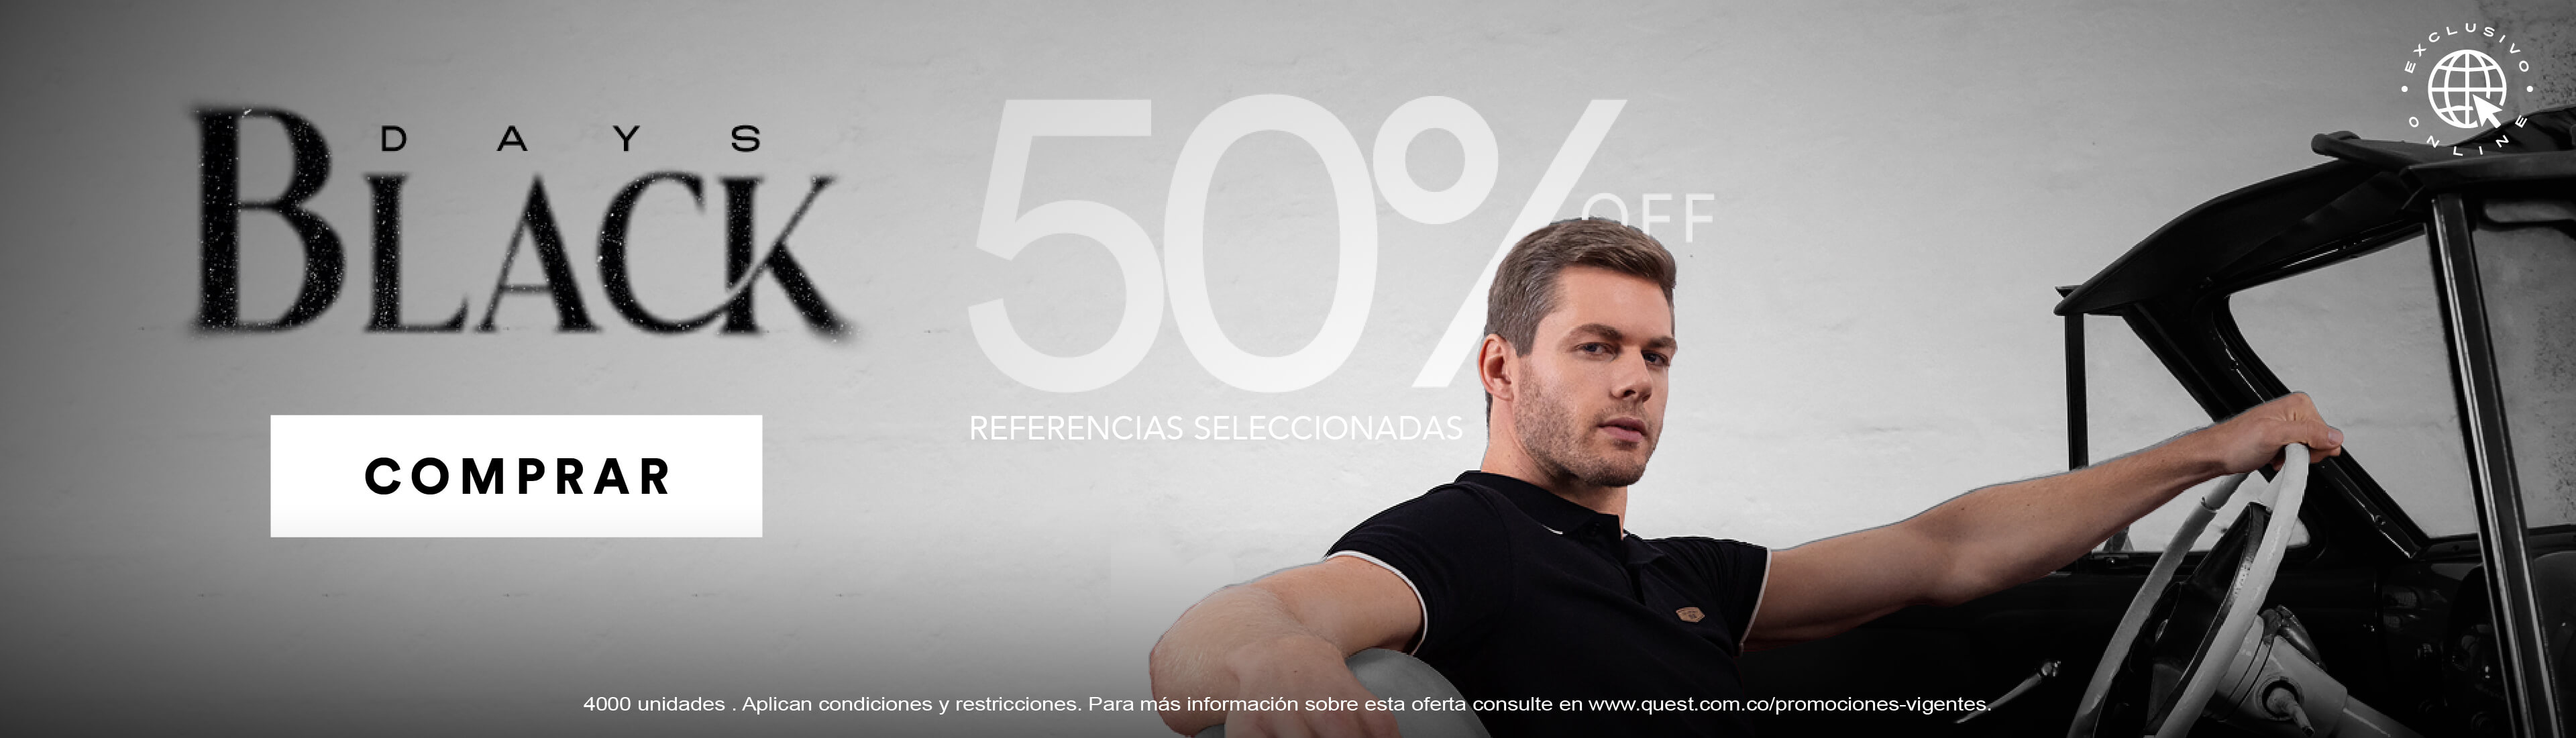 DAYS
BLACK
COMPRAR
50%
OFF
REFERENCIAS SELECCIONADAS
EXCLUSIVO
ONLINE
4000 unidades . Aplican condiciones y restricciones. Para más información sobre esta oferta consulte en www.quest.com.co/promociones-vigentes.